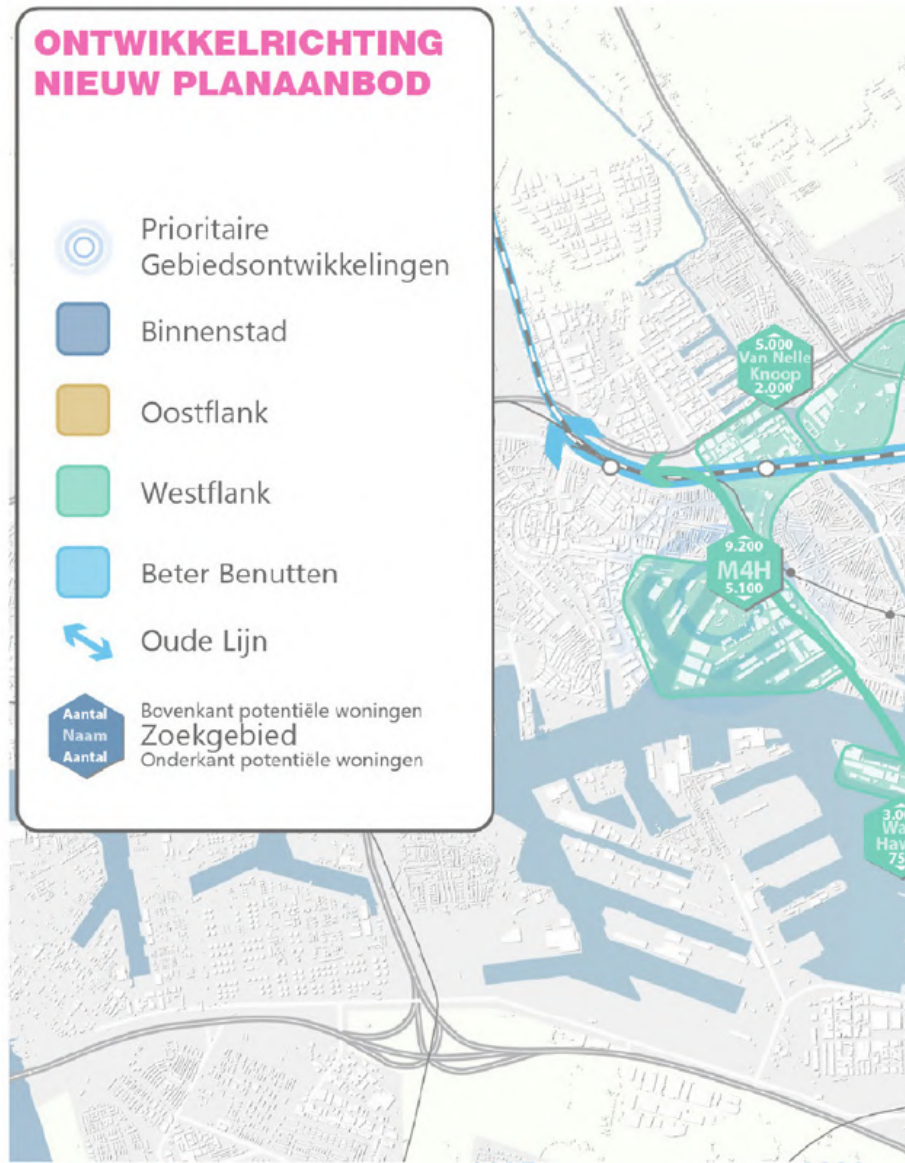 ONTWIKKELRICHTING
NIEUW PLANAANBOD
Prioritaire
Gebiedsontwikkelingen
Binnenstad
Oostflank
Westflank
Beter Benutten
Oude Lijn
Aantal
Naam
Aantal
Bovenkant potentiële woningen
Zoekgebied
Onderkant potentiële woningen
5.000
Van Nelle
Knoop
2.000
9.200
M4H
5.100